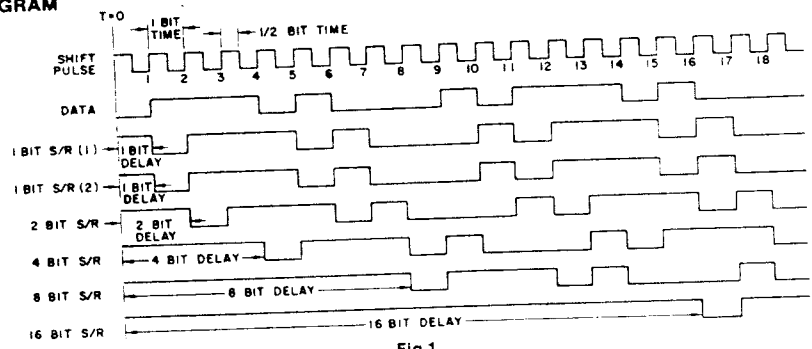 GRAM
T=0
1 BIT TIME
1/2 BIT TIME
SHIFT PULSE
1 2 3 4 5 6 7 8 9 10 11 12 13 14 15 16 17 18
DATA
1 BIT S/R (1)
1 BIT DELAY
1 BIT S/R (2)
1 BIT DELAY
2 BIT S/R
2 BIT DELAY
4 BIT S/R
4 BIT DELAY
8 BIT S/R
8 BIT DELAY
16 BIT S/R
16 BIT DELAY
Fig.1